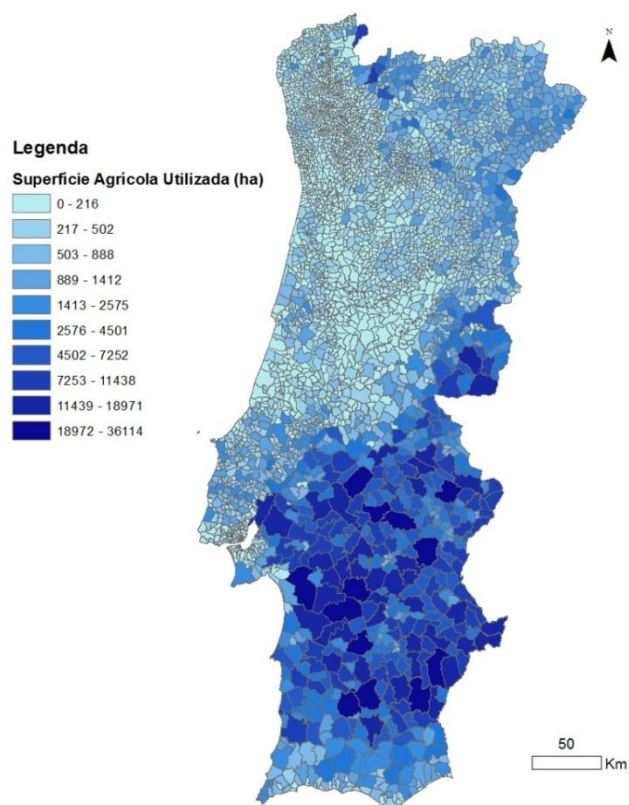 N
Legenda
Superficie Agrícola Utilizada (ha)
0 - 216
217 - 502
503 - 888
889 - 1412
1413 - 2575
2576 - 4501
4502 - 7252
7253 - 11438
11439 - 18971
18972 - 36114
50
Km